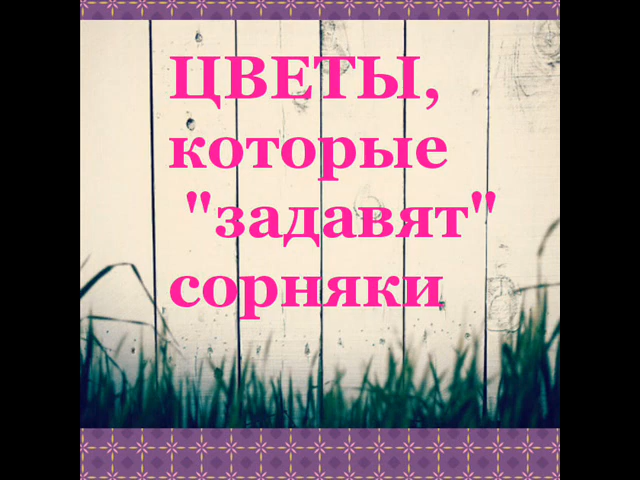 ЦВЕТЫ,
которые
"задавят"
сорняки